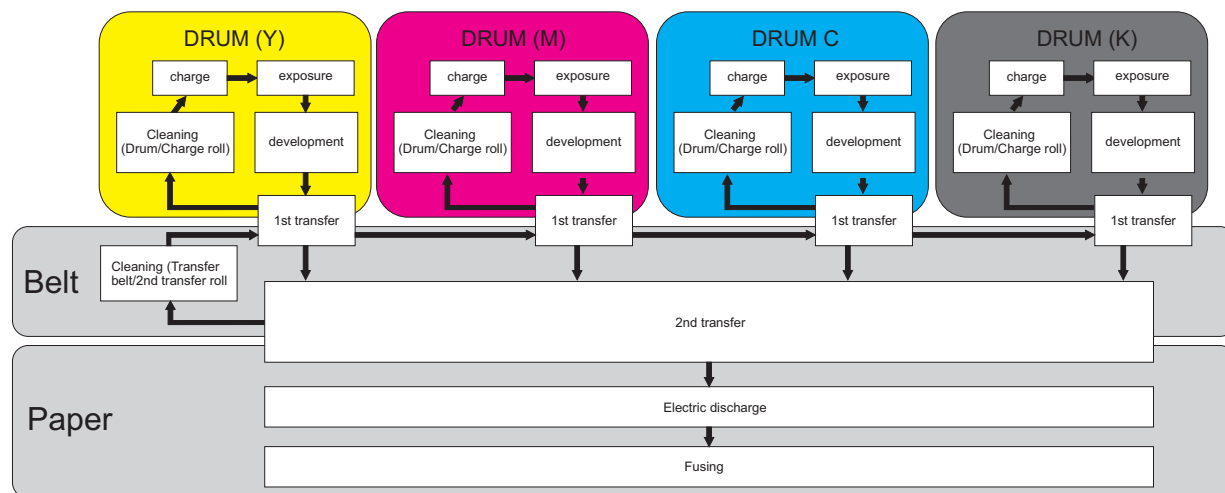 DRUM (Y)
charge
exposure
Cleaning
(Drum/Charge roll)
development
1st transfer
DRUM (M)
charge
exposure
Cleaning
(Drum/Charge roll)
development
1st transfer
DRUM C
charge
exposure
Cleaning
(Drum/Charge roll)
development
1st transfer
DRUM (K)
charge
exposure
Cleaning
(Drum/Charge roll)
development
1st transfer
Belt
Cleaning (Transfer
belt/2nd transfer roll
2nd transfer
Paper
Electric discharge
Fusing